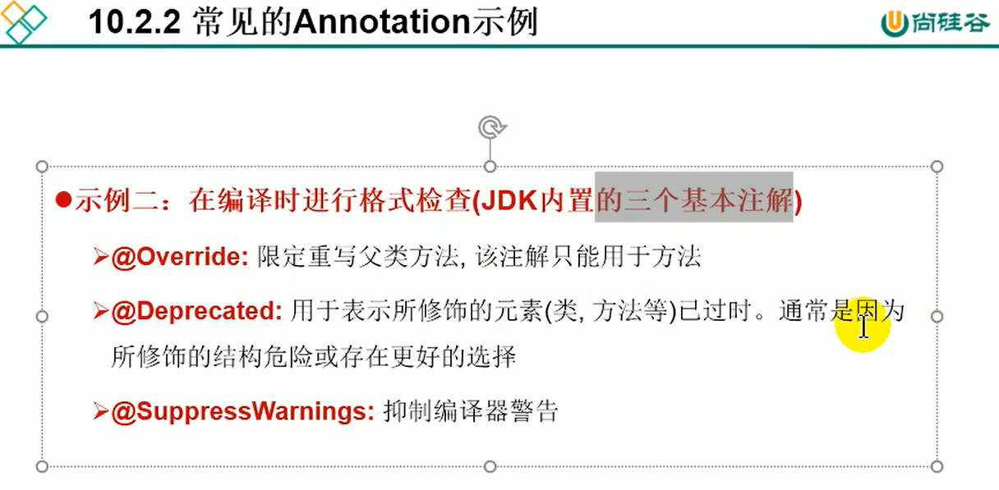 10.2.2 常见的Annotation示例
尚硅谷
示例二：在编译时进行格式检查(JDK内置的三个基本注解)
@Override: 限定重写父类方法, 该注解只能用于方法
@Deprecated: 用于表示所修饰的元素(类, 方法等)已过时。通常是因为
所修饰的结构危险或存在更好的选择
@SuppressWarnings: 抑制编译器警告